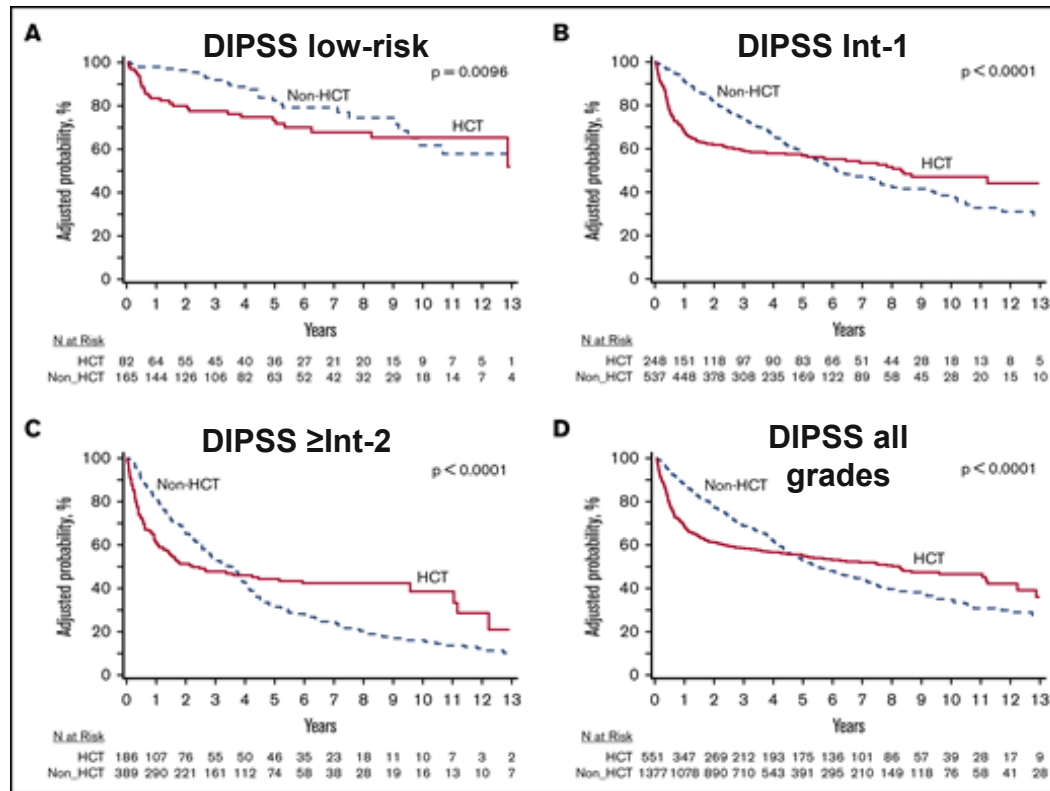 A
DIPSS low-risk
p = 0.0096
Non-HCT
HCT
Adjusted probability, %
100
80
60
40
20
0
0 1 2 3 4 5 6 7 8 9 10 11 12 13
Years
N at Risk
HCT 82 64 55 45 40 36 27 21 20 15 9 7 5 1
Non_HCT 165 144 126 106 82 63 52 42 32 29 18 14 7 4
B
DIPSS Int-1
p < 0.0001
Non-HCT
HCT
Adjusted probability, %
100
80
60
40
20
0
0 1 2 3 4 5 6 7 8 9 10 11 12 13
Years
N at Risk
HCT 248 151 118 97 90 83 66 51 44 28 18 13 8 5
Non_HCT 537 448 378 308 235 169 122 89 58 45 28 20 15 10
C
DIPSS ≥Int-2
p < 0.0001
Non-HCT
HCT
Adjusted probability, %
100
80
60
40
20
0
0 1 2 3 4 5 6 7 8 9 10 11 12 13
Years
N at Risk
HCT 186 107 76 55 50 46 35 23 18 11 10 7 3 2
Non_HCT 389 290 221 161 112 74 58 38 28 19 16 13 10 7
D
DIPSS all
grades
p < 0.0001
Non-HCT
HCT
Adjusted probability, %
100
80
60
40
20
0
0 1 2 3 4 5 6 7 8 9 10 11 12 13
Years
N at Risk
HCT 551 347 269 212 193 175 136 101 86 57 39 28 17 9
Non_HCT 1377 1078 890 710 543 391 295 210 149 118 76 58 41 28